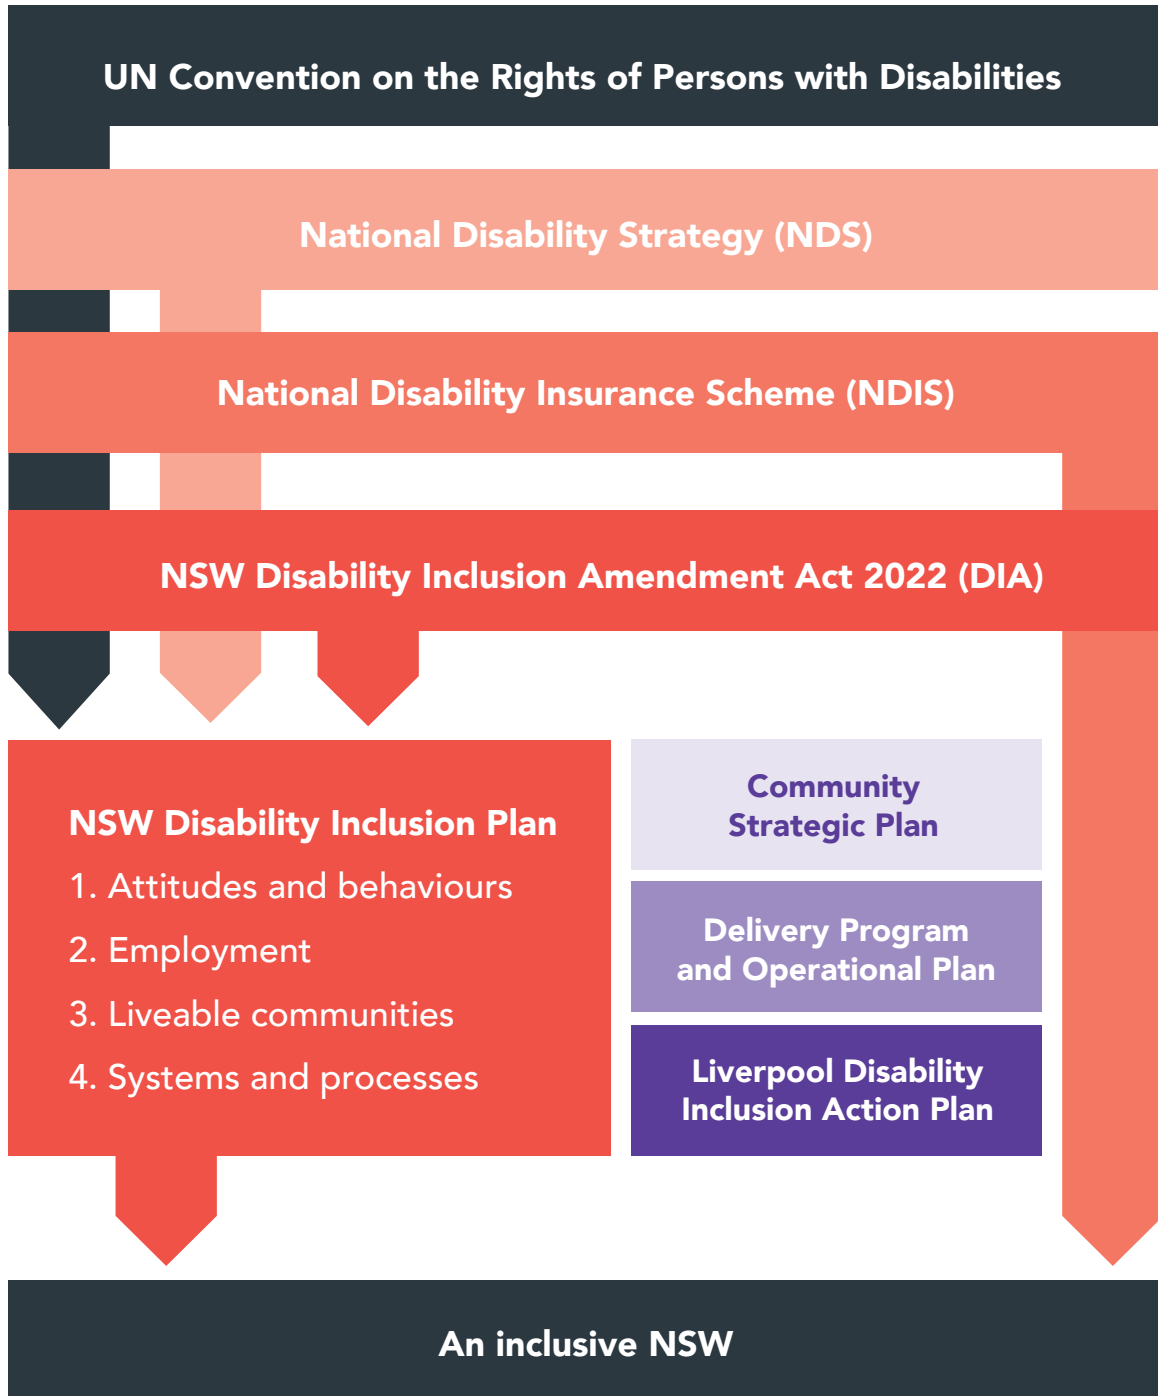 UN Convention on the Rights of Persons with Disabilities
National Disability Strategy (NDS)
National Disability Insurance Scheme (NDIS)
NSW Disability Inclusion Amendment Act 2022 (DIA)
NSW Disability Inclusion Plan
1. Attitudes and behaviours
2. Employment
3. Liveable communities
4. Systems and processes
Community
Strategic Plan
Delivery Program
and Operational Plan
Liverpool Disability
Inclusion Action Plan
An inclusive NSW